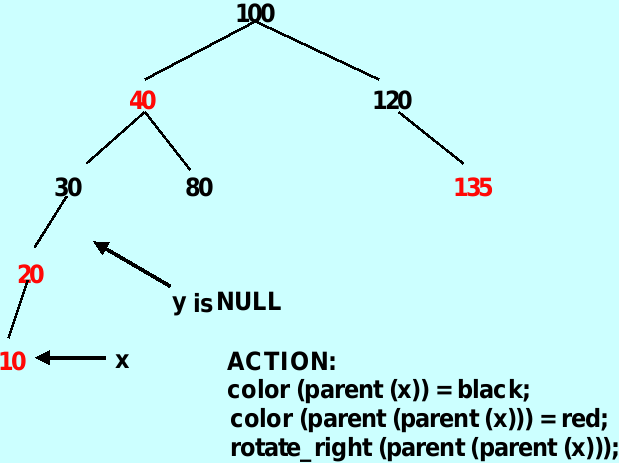 100
40
120
30
80
135
20
y is NULL
10
x
ACTION:
color (parent (x)) = black;
color (parent (parent (x))) = red;
rotate_right (parent (parent (x)));